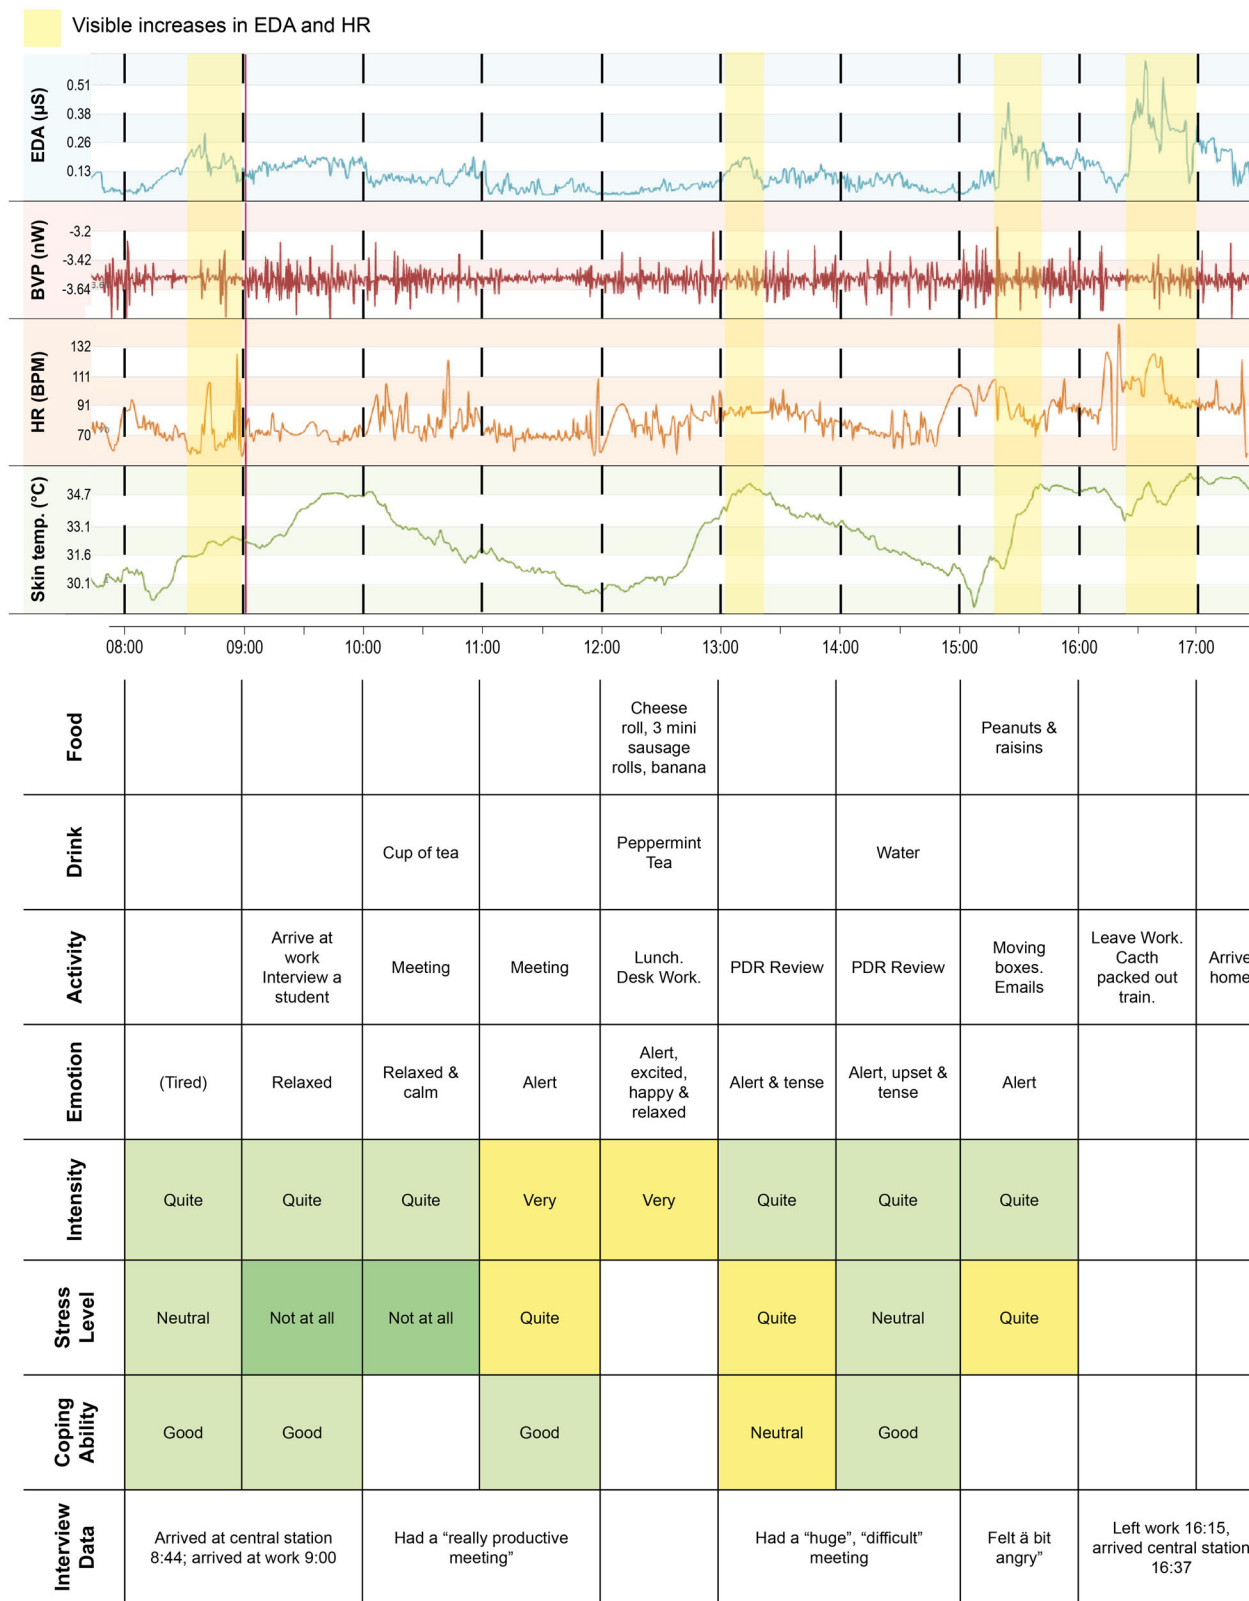 Visible increases in EDA and HR
EDA (µS)
0.51
0.38
0.26
0.13
BVP (nW)
-3.2
-3.42
-3.64
HR (BPM)
132
111
91
70
Skin temp. (°C)
34.7
33.1
31.6
30.1
08:00 09:00 10:00 11:00 12:00 13:00 14:00 15:00 16:00 17:00
Food
Cheese
roll, 3 mini
sausage
rolls, banana
Peanuts &
raisins
Drink
Cup of tea
Peppermint
Tea
Water
Activity
Arrive at
work
Interview a
student
Meeting
Meeting
Lunch.
Desk Work.
PDR Review
PDR Review
Moving
boxes.
Emails
Leave Work.
Cacth
packed out
train.
Arrive
home
Emotion
(Tired)
Relaxed
Relaxed &
calm
Alert
Alert,
excited,
happy &
relaxed
Alert & tense
Alert, upset &
tense
Alert
Intensity
Quite
Quite
Quite
Very
Very
Quite
Quite
Quite
Stress
Level
Neutral
Not at all
Not at all
Quite
Quite
Neutral
Quite
Coping
Ability
Good
Good
Good
Neutral
Good
Interview
Data
Arrived at central station
8:44; arrived at work 9:00
Had a “really productive
meeting”
Had a “huge”, “difficult”
meeting
Felt ä bit
angry”
Left work 16:15,
arrived central station
16:37